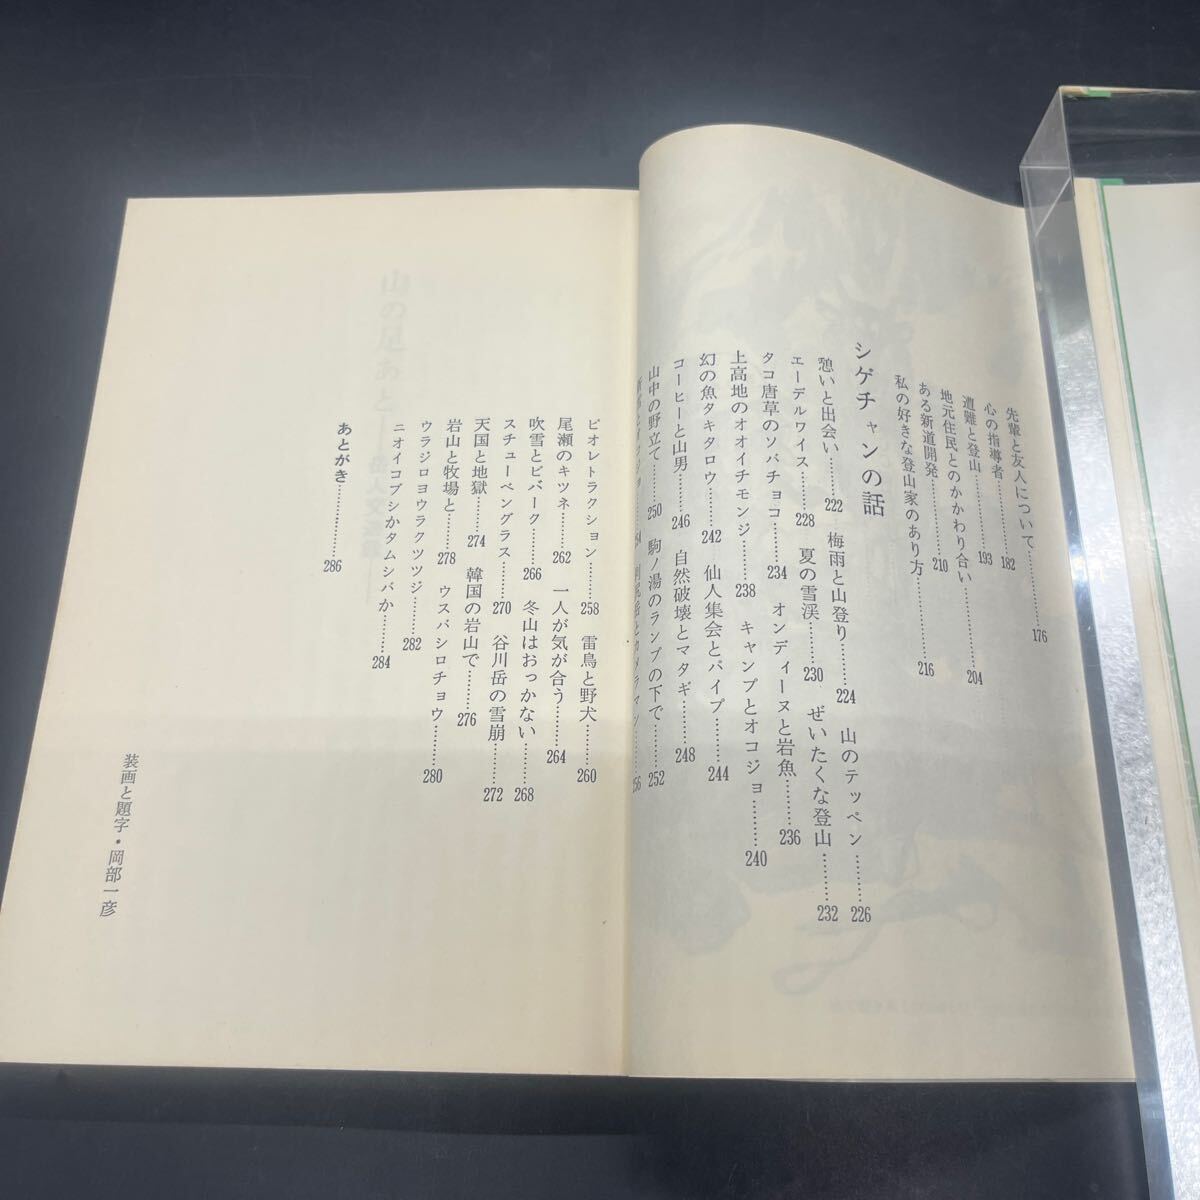 先輩と友人について……………176
心の指導者……………182
遭難と登山……………193
地元住民とのかかわり合い……………204
ある新道開発……………210
私の好きな登山家のあり方……………216
シゲチャンの話
憩いと出会い……222　梅雨と山登り………224　山のテッペン………226
エーデルワイス……228　夏の雪渓………230　ぜいたくな登山………232
タコ唐草のソバチョコ……234　オンディーヌと岩魚………236
上高地のオオイチモンジ……238　キャンプとオコジョ………240
幻の魚タキタロウ……242　仙人集会とパイプ………244
コーヒーと山男……246　自然破壊とマタギ………248
山中の野立て……250　駒ノ湯のランプの下で………252
利尻岳とカメラマン………256
ピオレトラクション……258　雷鳥と野犬………260
尾瀬のキツネ……262　一人が気が合う………264
吹雪とビバーク……266　冬山はおっかない………268
スチューベングラス……270　谷川岳の雪崩………272
天国と地獄……274　韓国の岩山で………276
岩山と牧場と……278　ウスバシロチョウ………280
ウラジロヨウラクツツジ……282
ニオイコブシかタムシバか……284
あとがき……………286
装画と題字・岡部一彦